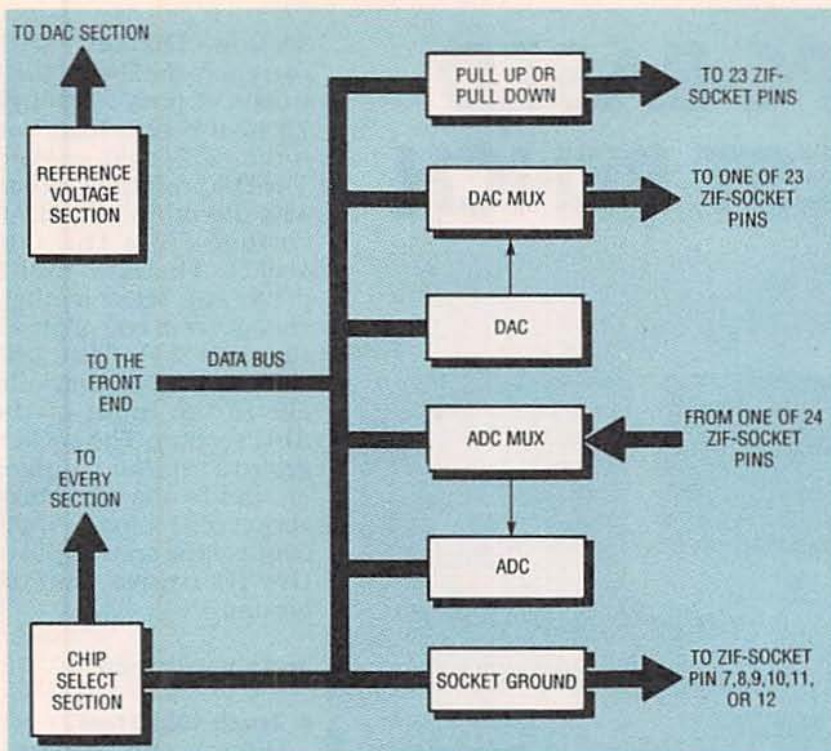 TO DAC SECTION
REFERENCE
VOLTAGE
SECTION
PULL UP OR
PULL DOWN
TO 23 ZIF-
SOCKET PINS
DAC MUX
TO ONE OF 23
ZIF-SOCKET
PINS
DAC
TO THE
FRONT
END
DATA BUS
ADC MUX
FROM ONE OF 24
ZIF-SOCKET
PINS
TO
EVERY
SECTION
ADC
CHIP
SELECT
SECTION
SOCKET GROUND
TO ZIF-SOCKET
PIN 7,8,9,10,11,
OR 12